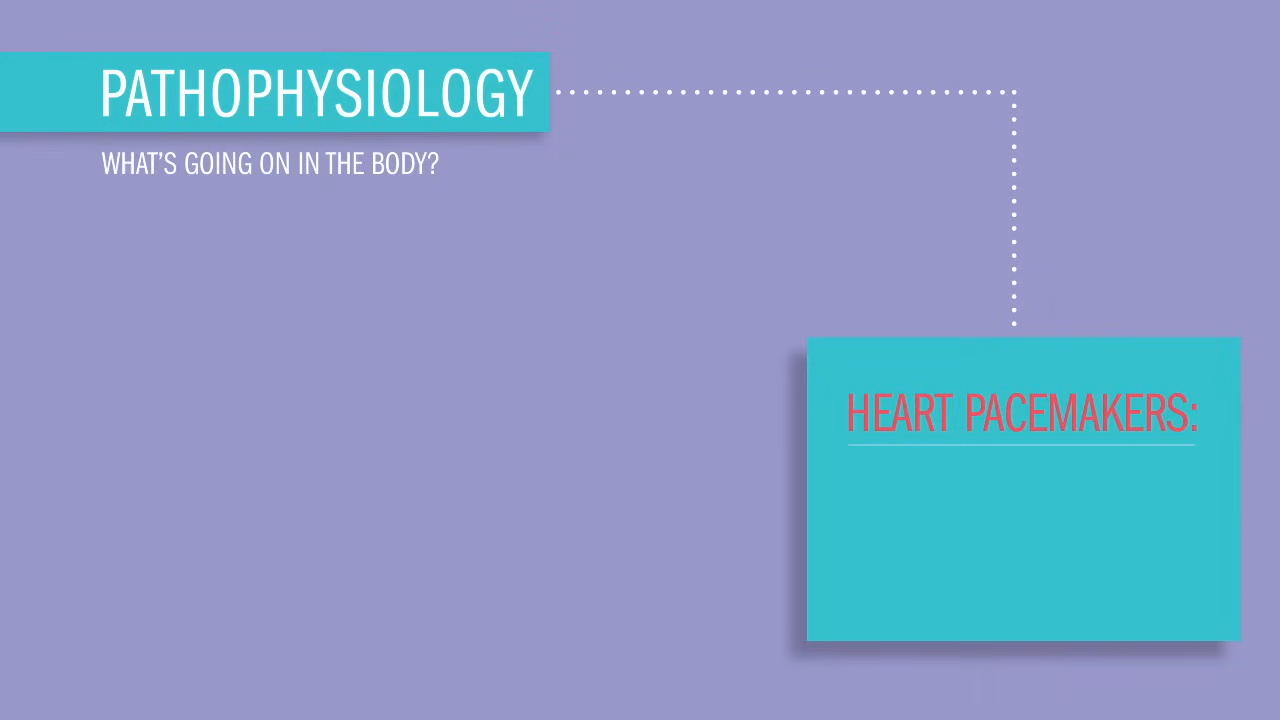 PATHOPHYSIOLOGY
WHAT'S GOING ON IN THE BODY?
HEART PACEMAKERS: